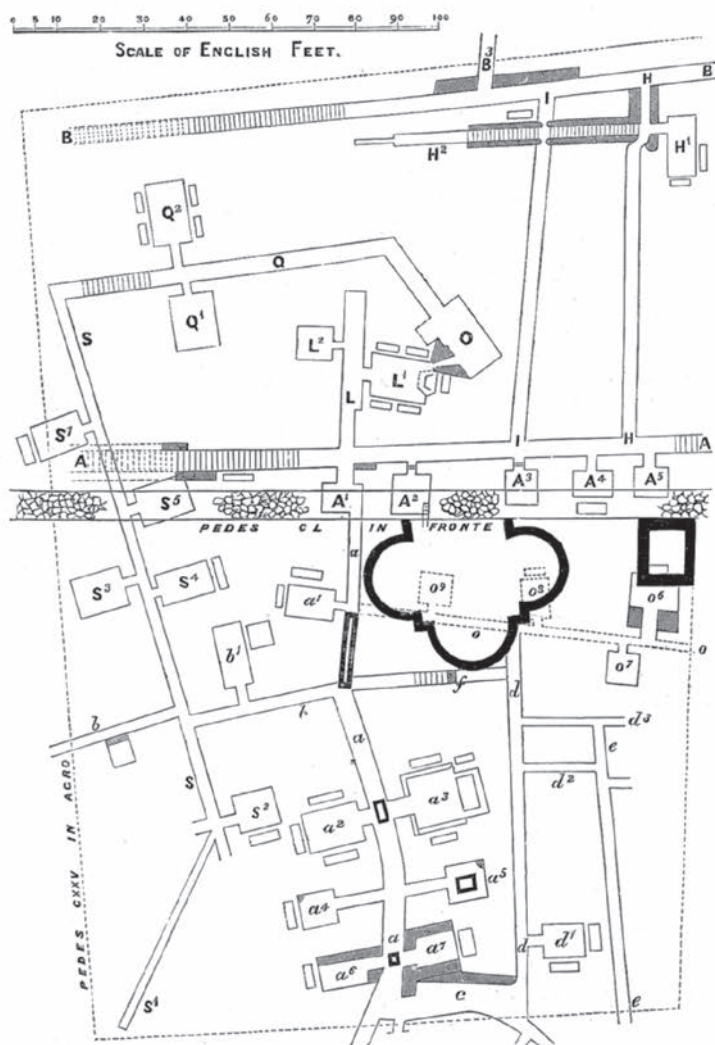 0 10 20 30 40 50 60 70 80 90 100
SCALE OF ENGLISH FEET.
3
B
H
B
I
B
H²
H¹
Q²
Q
S
Q¹
O
L²
L¹
L
S⁷
A
I
H
A
S⁵
A¹
A²
A³
A⁴
A⁵
PEDES CL IN FRONTE
a
S³
S⁴
o⁹
o⁸
o⁶
a¹
o
o
b¹
o⁷
f
d
b
a
d³
S
e
d²
S²
a²
a³
PEDES CXXV IN AGRO
a⁴
a⁵
a
d
d¹
a⁶
a⁷
c
S¹
e